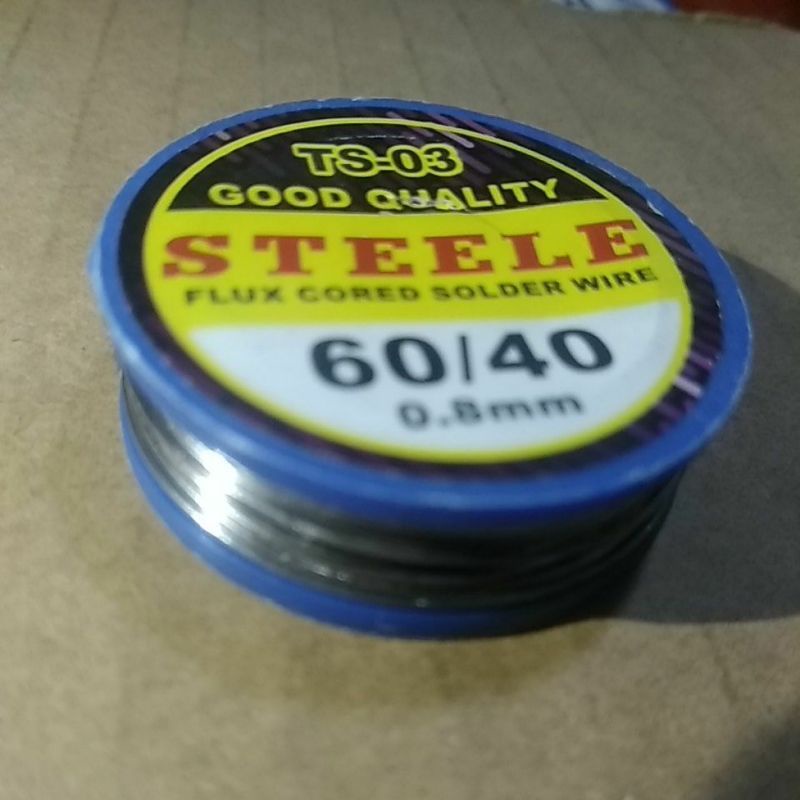 TS-03
GOOD QUALITY
STEELE
FLUX CORED SOLDER WIRE
60/40
0.8mm